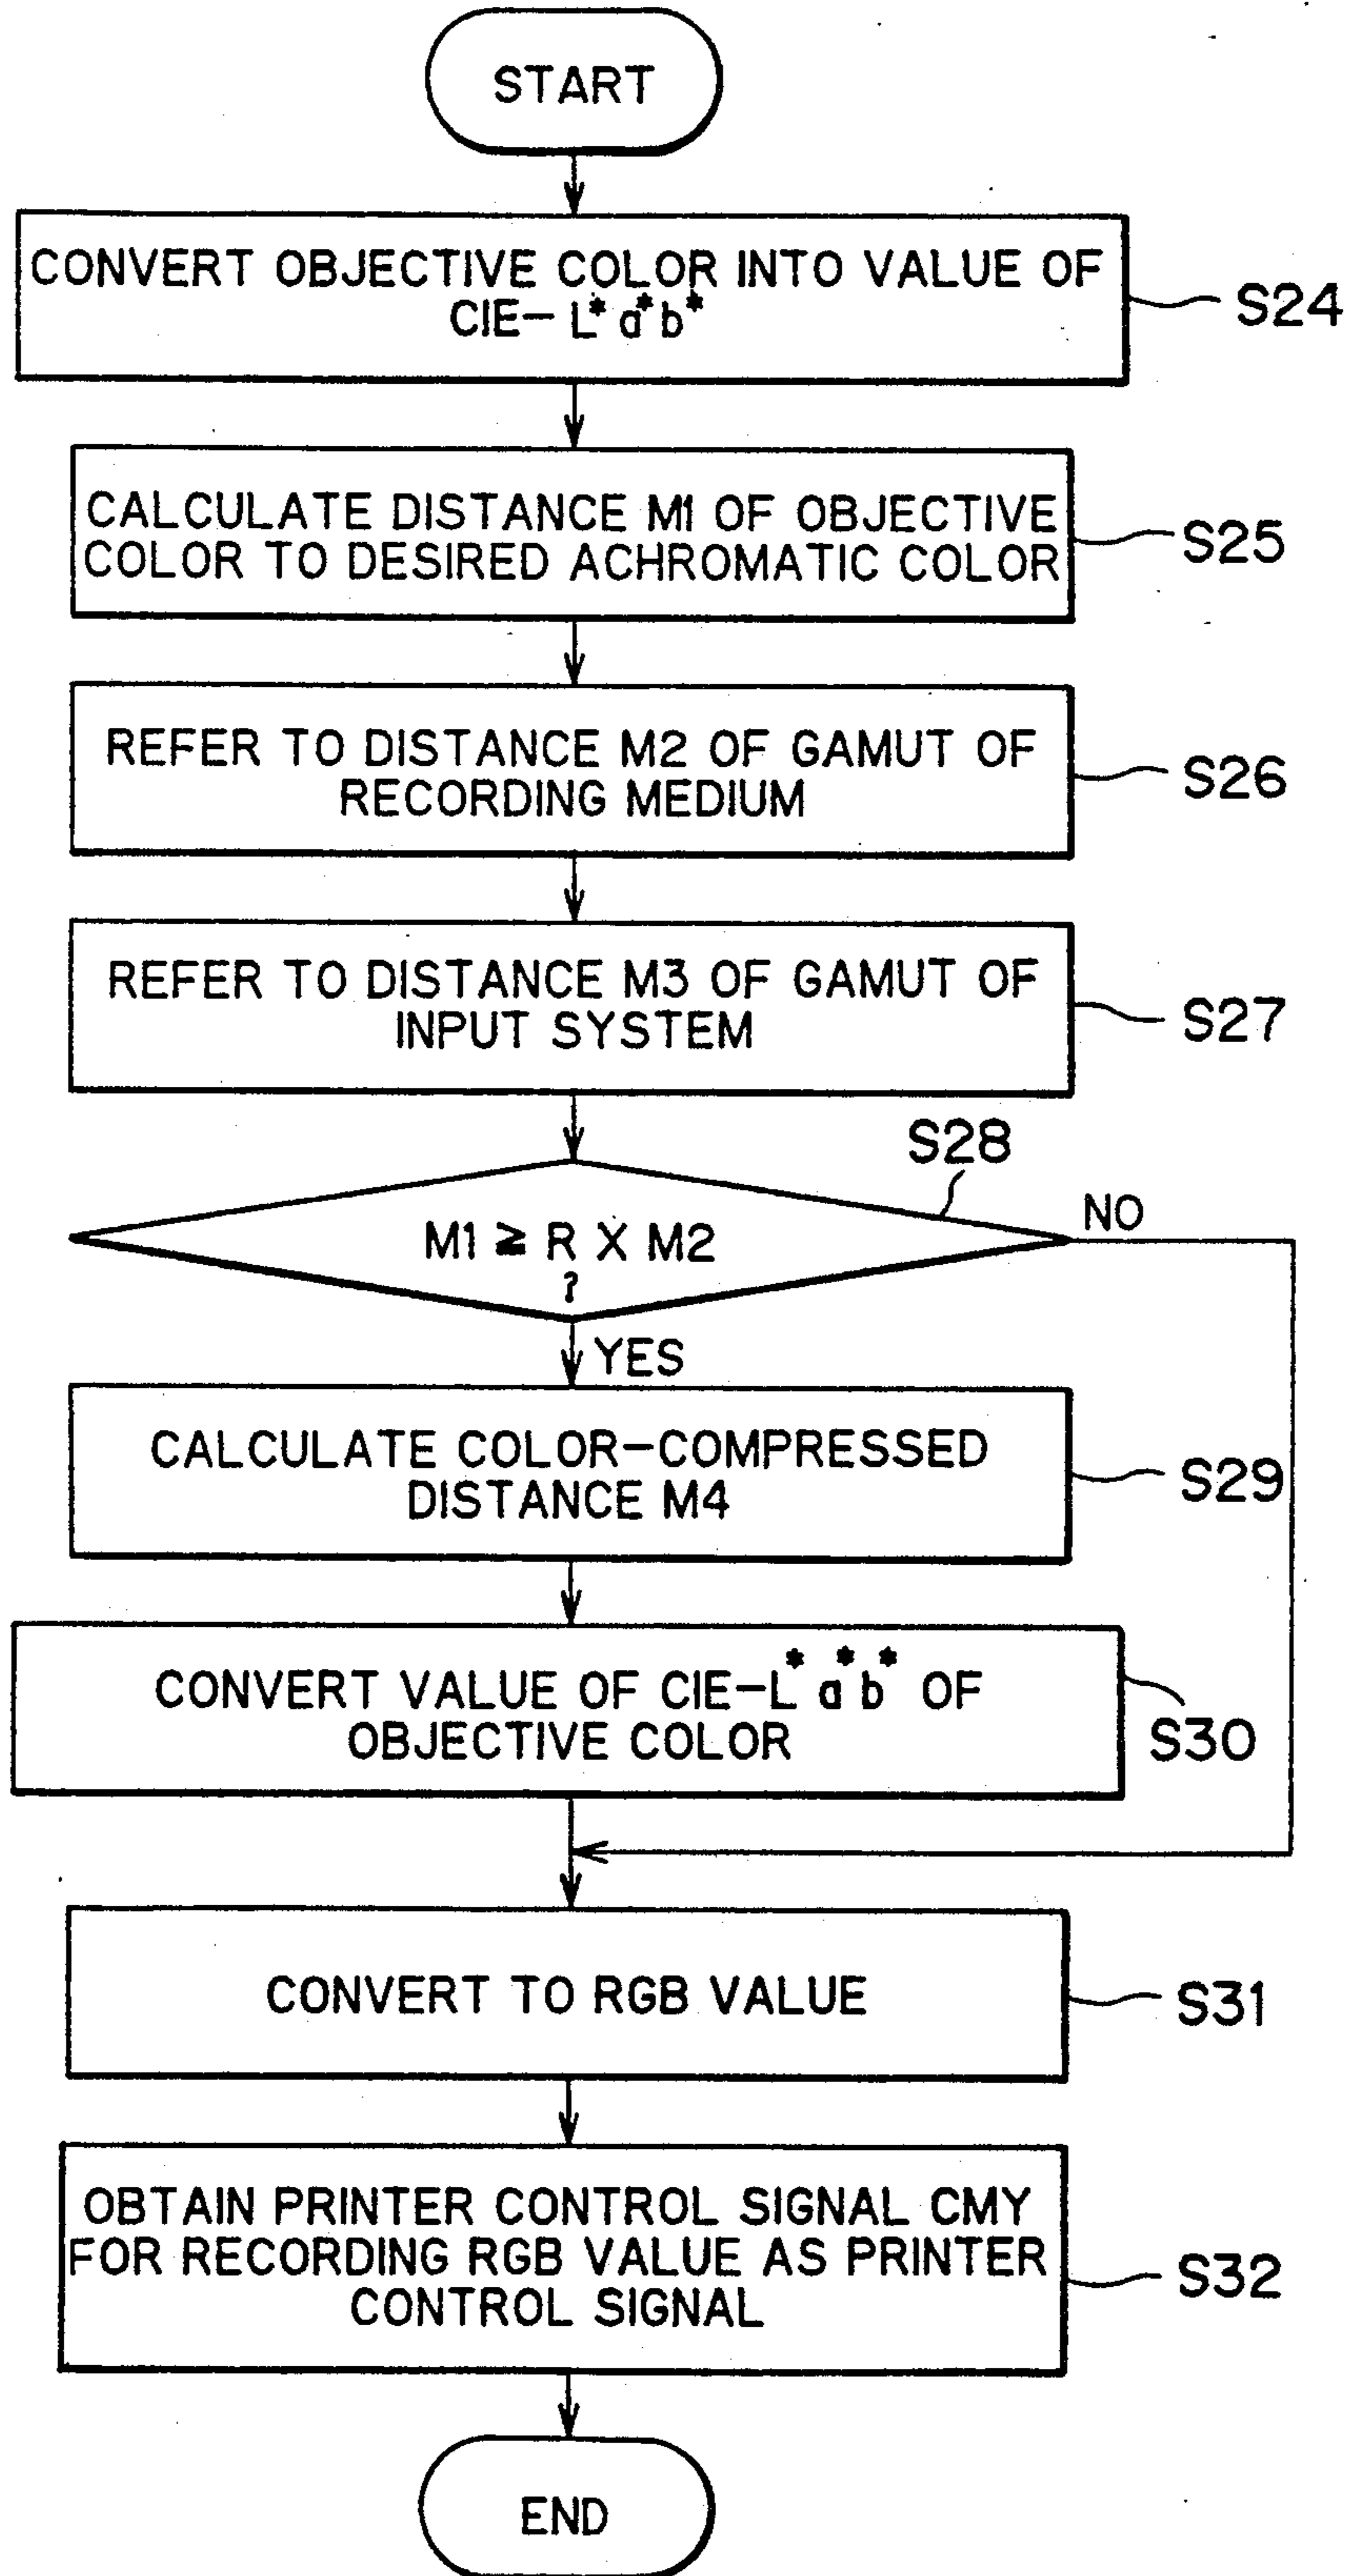 START
CONVERT OBJECTIVE COLOR INTO VALUE OF
CIE– L* a* b*
S24
CALCULATE DISTANCE M1 OF OBJECTIVE
COLOR TO DESIRED ACHROMATIC COLOR
S25
REFER TO DISTANCE M2 OF GAMUT OF
RECORDING MEDIUM
S26
REFER TO DISTANCE M3 OF GAMUT OF
INPUT SYSTEM
S27
S28
M1 ≧ R X M2
?
NO
YES
CALCULATE COLOR–COMPRESSED
DISTANCE M4
S29
CONVERT VALUE OF CIE–L* a* b* OF
OBJECTIVE COLOR
S30
CONVERT TO RGB VALUE
S31
OBTAIN PRINTER CONTROL SIGNAL CMY
FOR RECORDING RGB VALUE AS PRINTER
CONTROL SIGNAL
S32
END